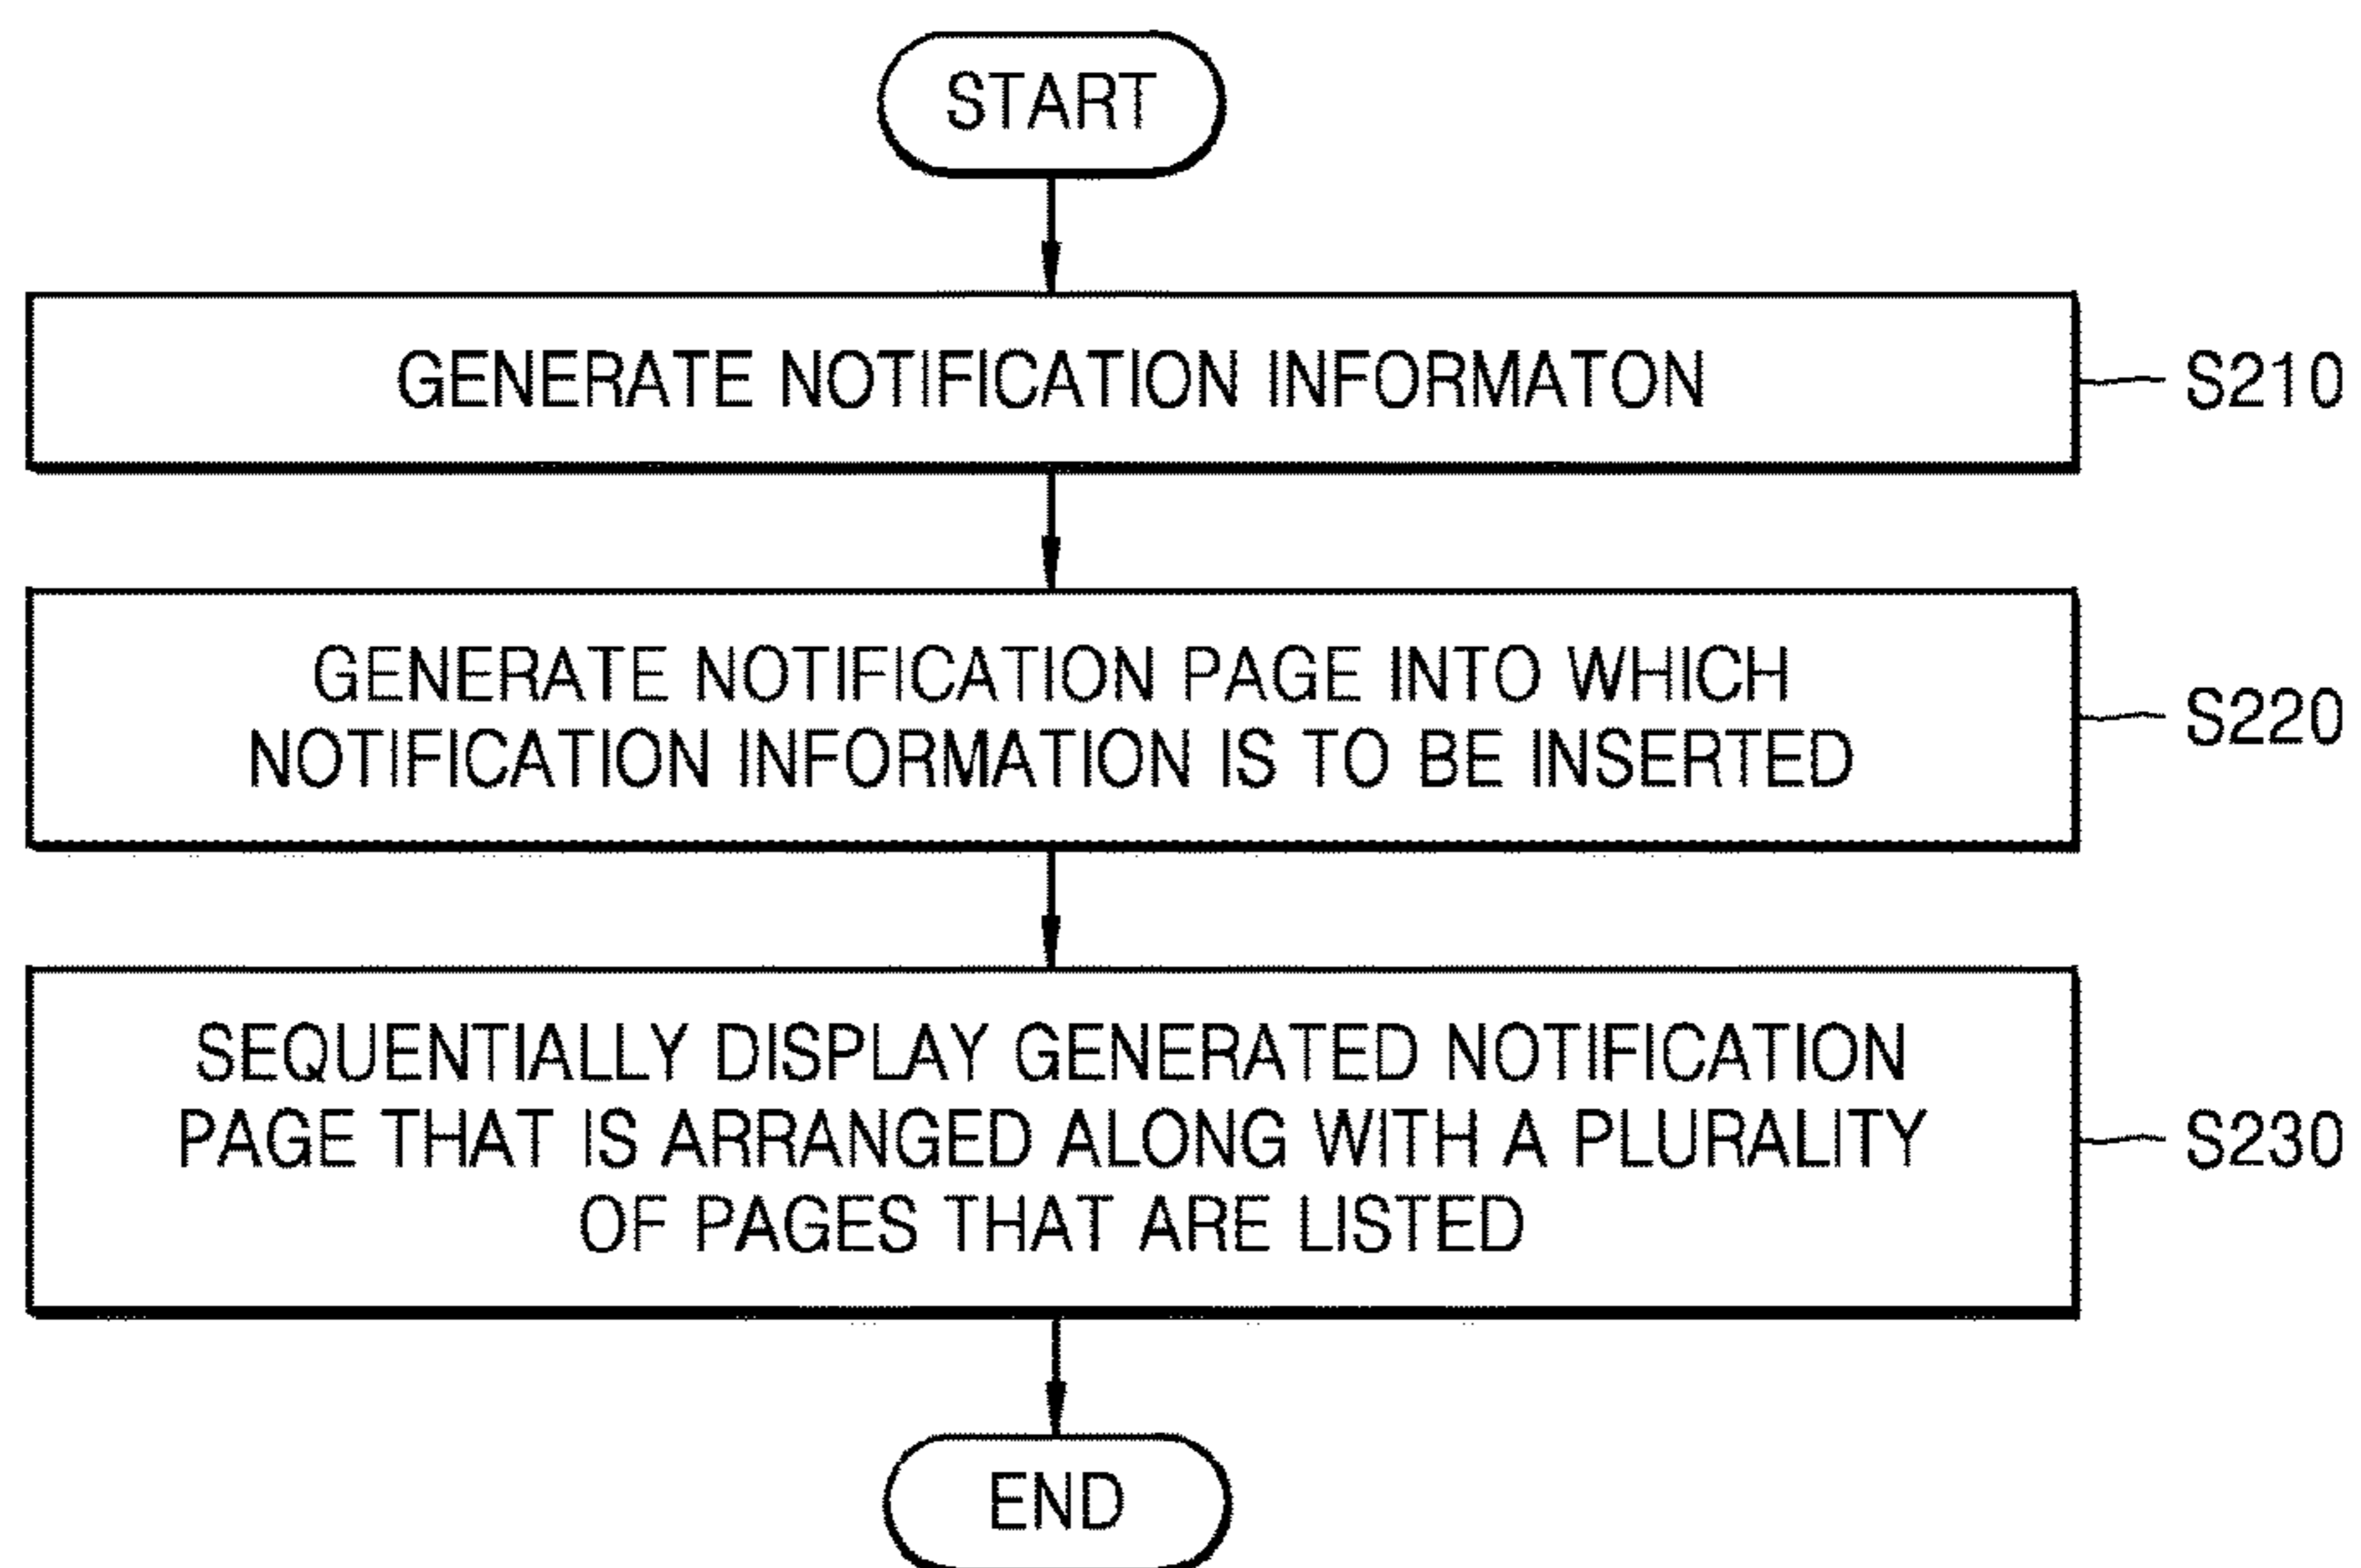 START
GENERATE NOTIFICATION INFORMATON
S210
GENERATE NOTIFICATION PAGE INTO WHICH
NOTIFICATION INFORMATION IS TO BE INSERTED
S220
SEQUENTIALLY DISPLAY GENERATED NOTIFICATION
PAGE THAT IS ARRANGED ALONG WITH A PLURALITY
OF PAGES THAT ARE LISTED
S230
END